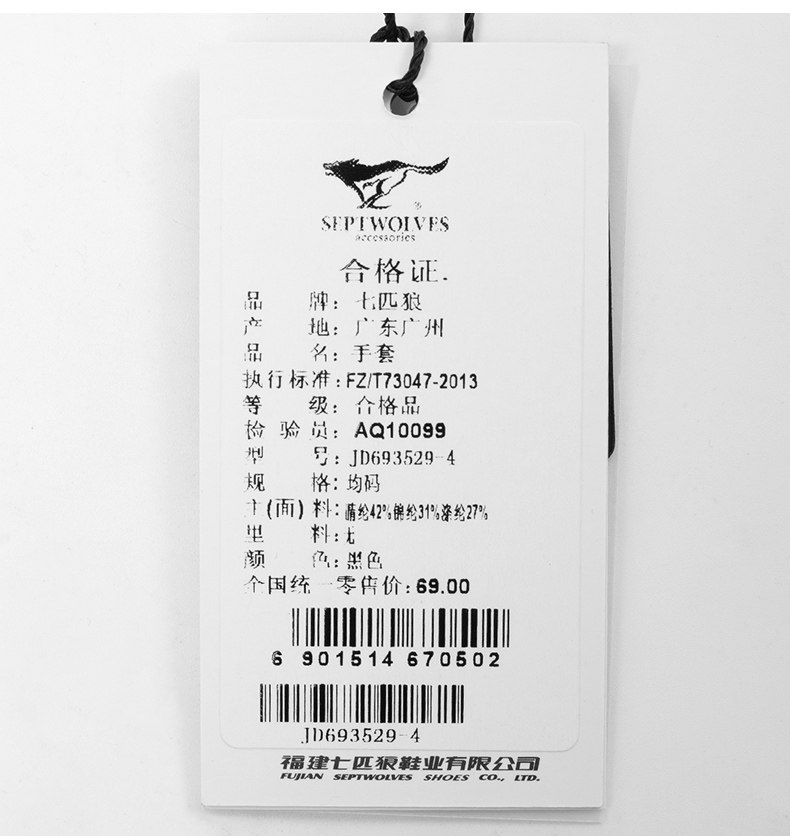 SEPTWOLVES
accessories
合格证.
品 牌：七匹狼
产 地：广东广州
品 名：手套
执行标准：FZ/T73047-2013
等 级：合格品
检 验 员：AQ10099
型 号：JD693529-4
规 格：均码
主(面)料：腈纶42%锦纶31%涤纶27%
里 料：无
颜 色：黑色
全国统一零售价：69.00
6 901514 670502
JD693529-4
福建七匹狼鞋业有限公司
FUJIAN SEPTWOLVES SHOES CO., LTD.